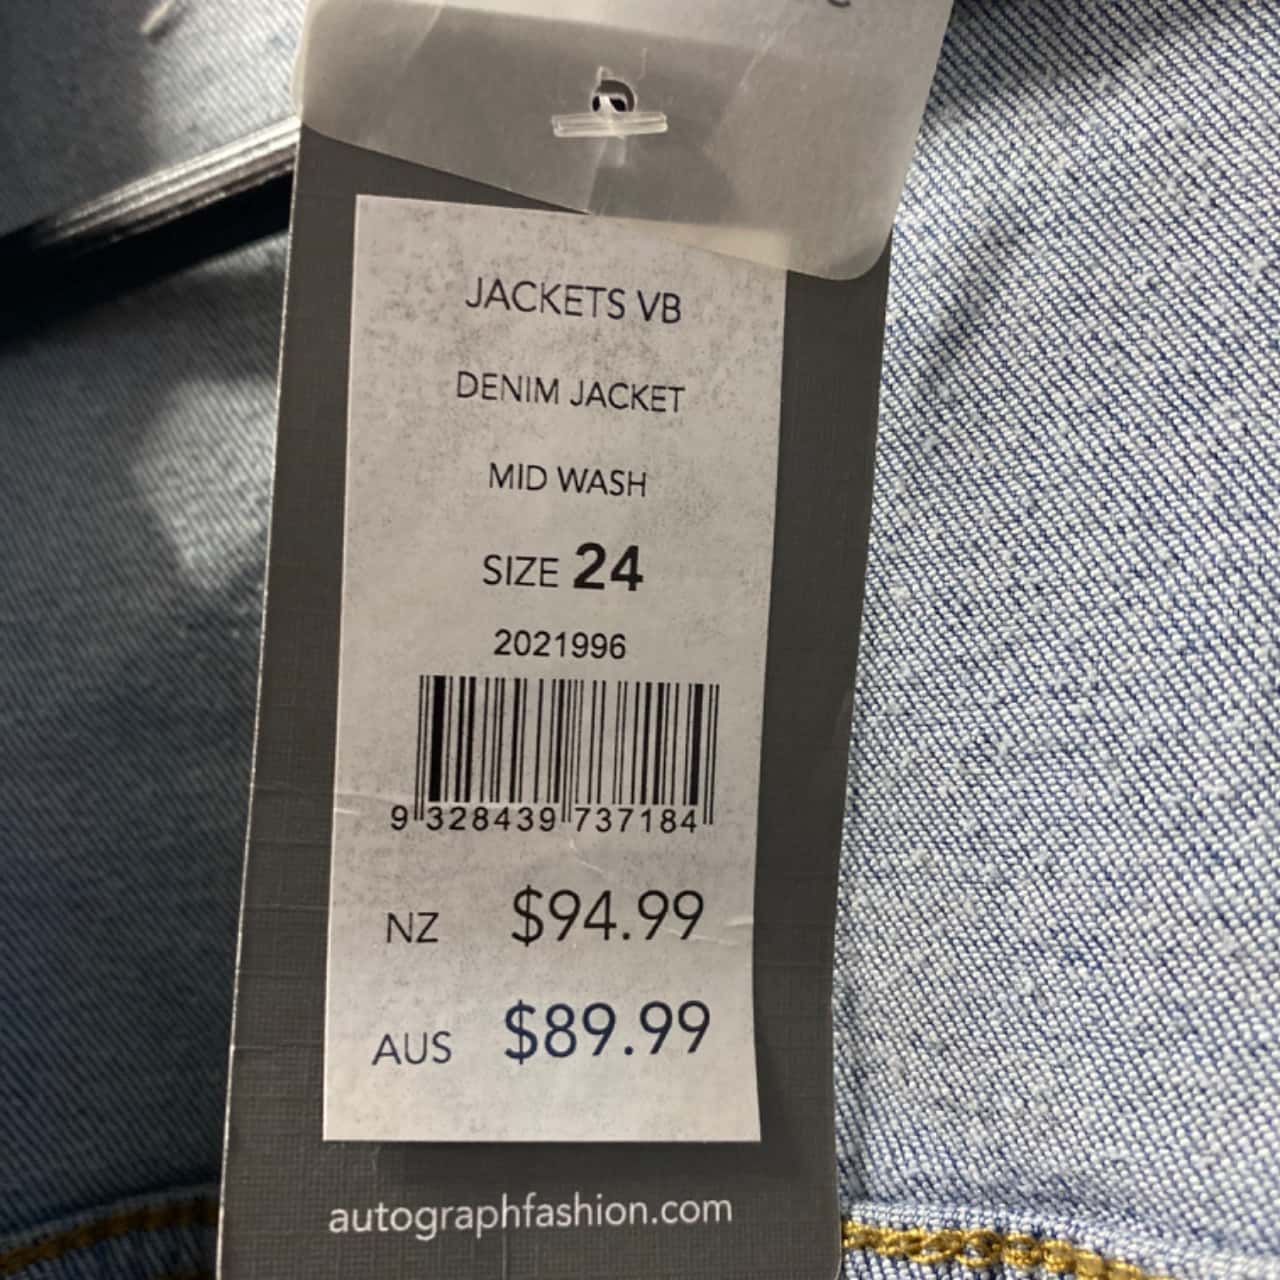 JACKETS VB
DENIM JACKET
MID WASH
SIZE 24
2021996
9 328439 737184
NZ $94.99
AUS $89.99
autographfashion.com